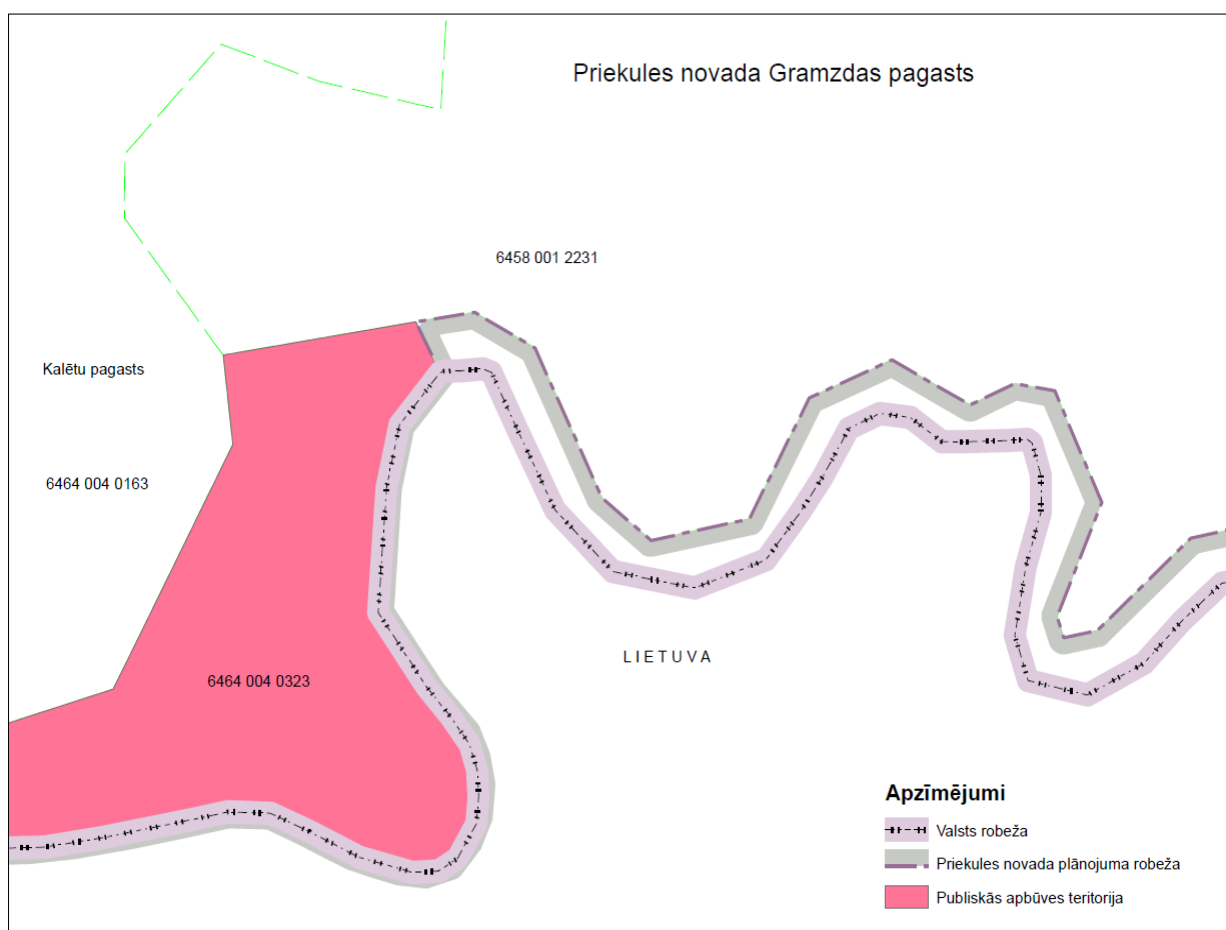 Priekules novada Gramzdas pagasts
6458 001 2231
Kalētu pagasts
6464 004 0163
LIETUVA
6464 004 0323
Apzīmējumi
Valsts robeža
Priekules novada plānojuma robeža
Publiskās apbūves teritorija